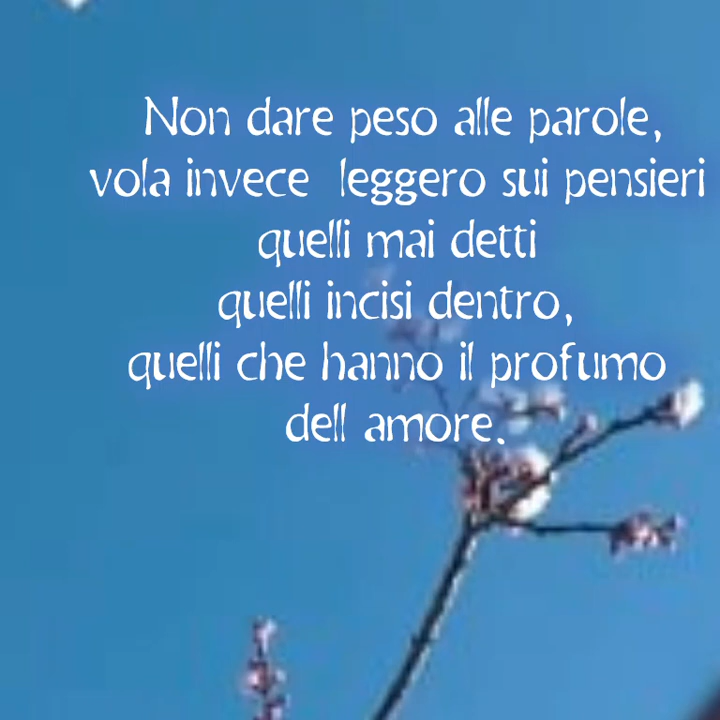 Non dare peso alle parole,
vola invece leggero sui pensieri
quelli mai detti
quelli incisi dentro,
quelli che hanno il profumo
dell amore.